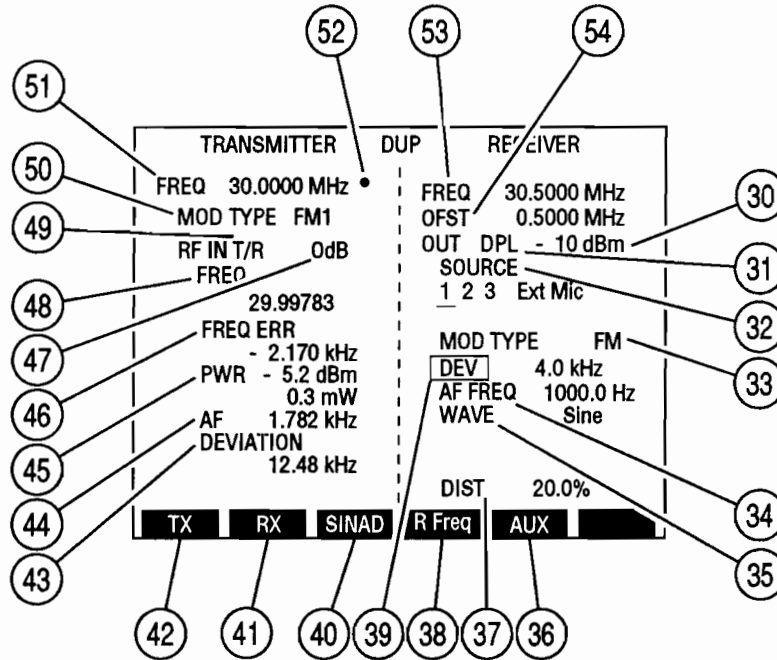 52
53
54
51
TRANSMITTER DUP RECEIVER
FREQ 30.0000 MHz •
FREQ 30.5000 MHz
50
MOD TYPE FM1
OFST 0.5000 MHz
30
49
RF IN T/R 0dB
OUT DPL - 10 dBm
31
FREQ
SOURCE
48
29.99783
1 2 3 Ext Mic
32
47
FREQ ERR
- 2.170 kHz
MOD TYPE FM
33
46
PWR - 5.2 dBm
DEV 4.0 kHz
0.3 mW
AF FREQ 1000.0 Hz
45
AF 1.782 kHz
WAVE Sine
DEVIATION
12.48 kHz
44
DIST 20.0%
34
43
TX RX SINAD R Freq AUX
35
42 41 40 39 38 37 36